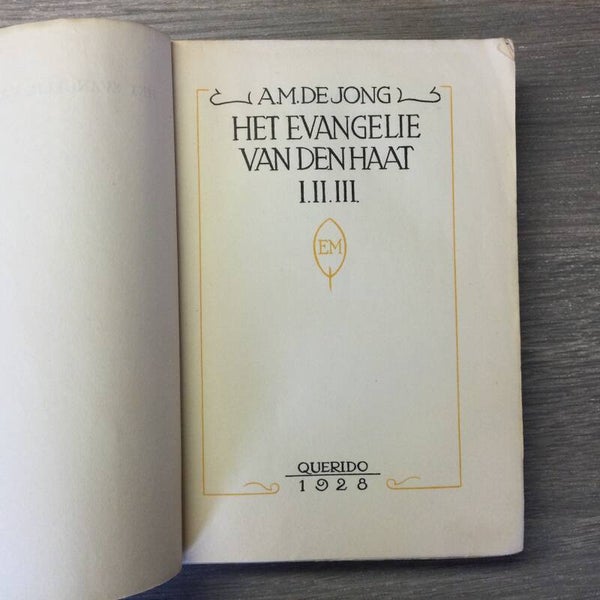 A.M. DE JONG
HET EVANGELIE
VAN DEN HAAT
I.II.III.
EM
QUERIDO
1928